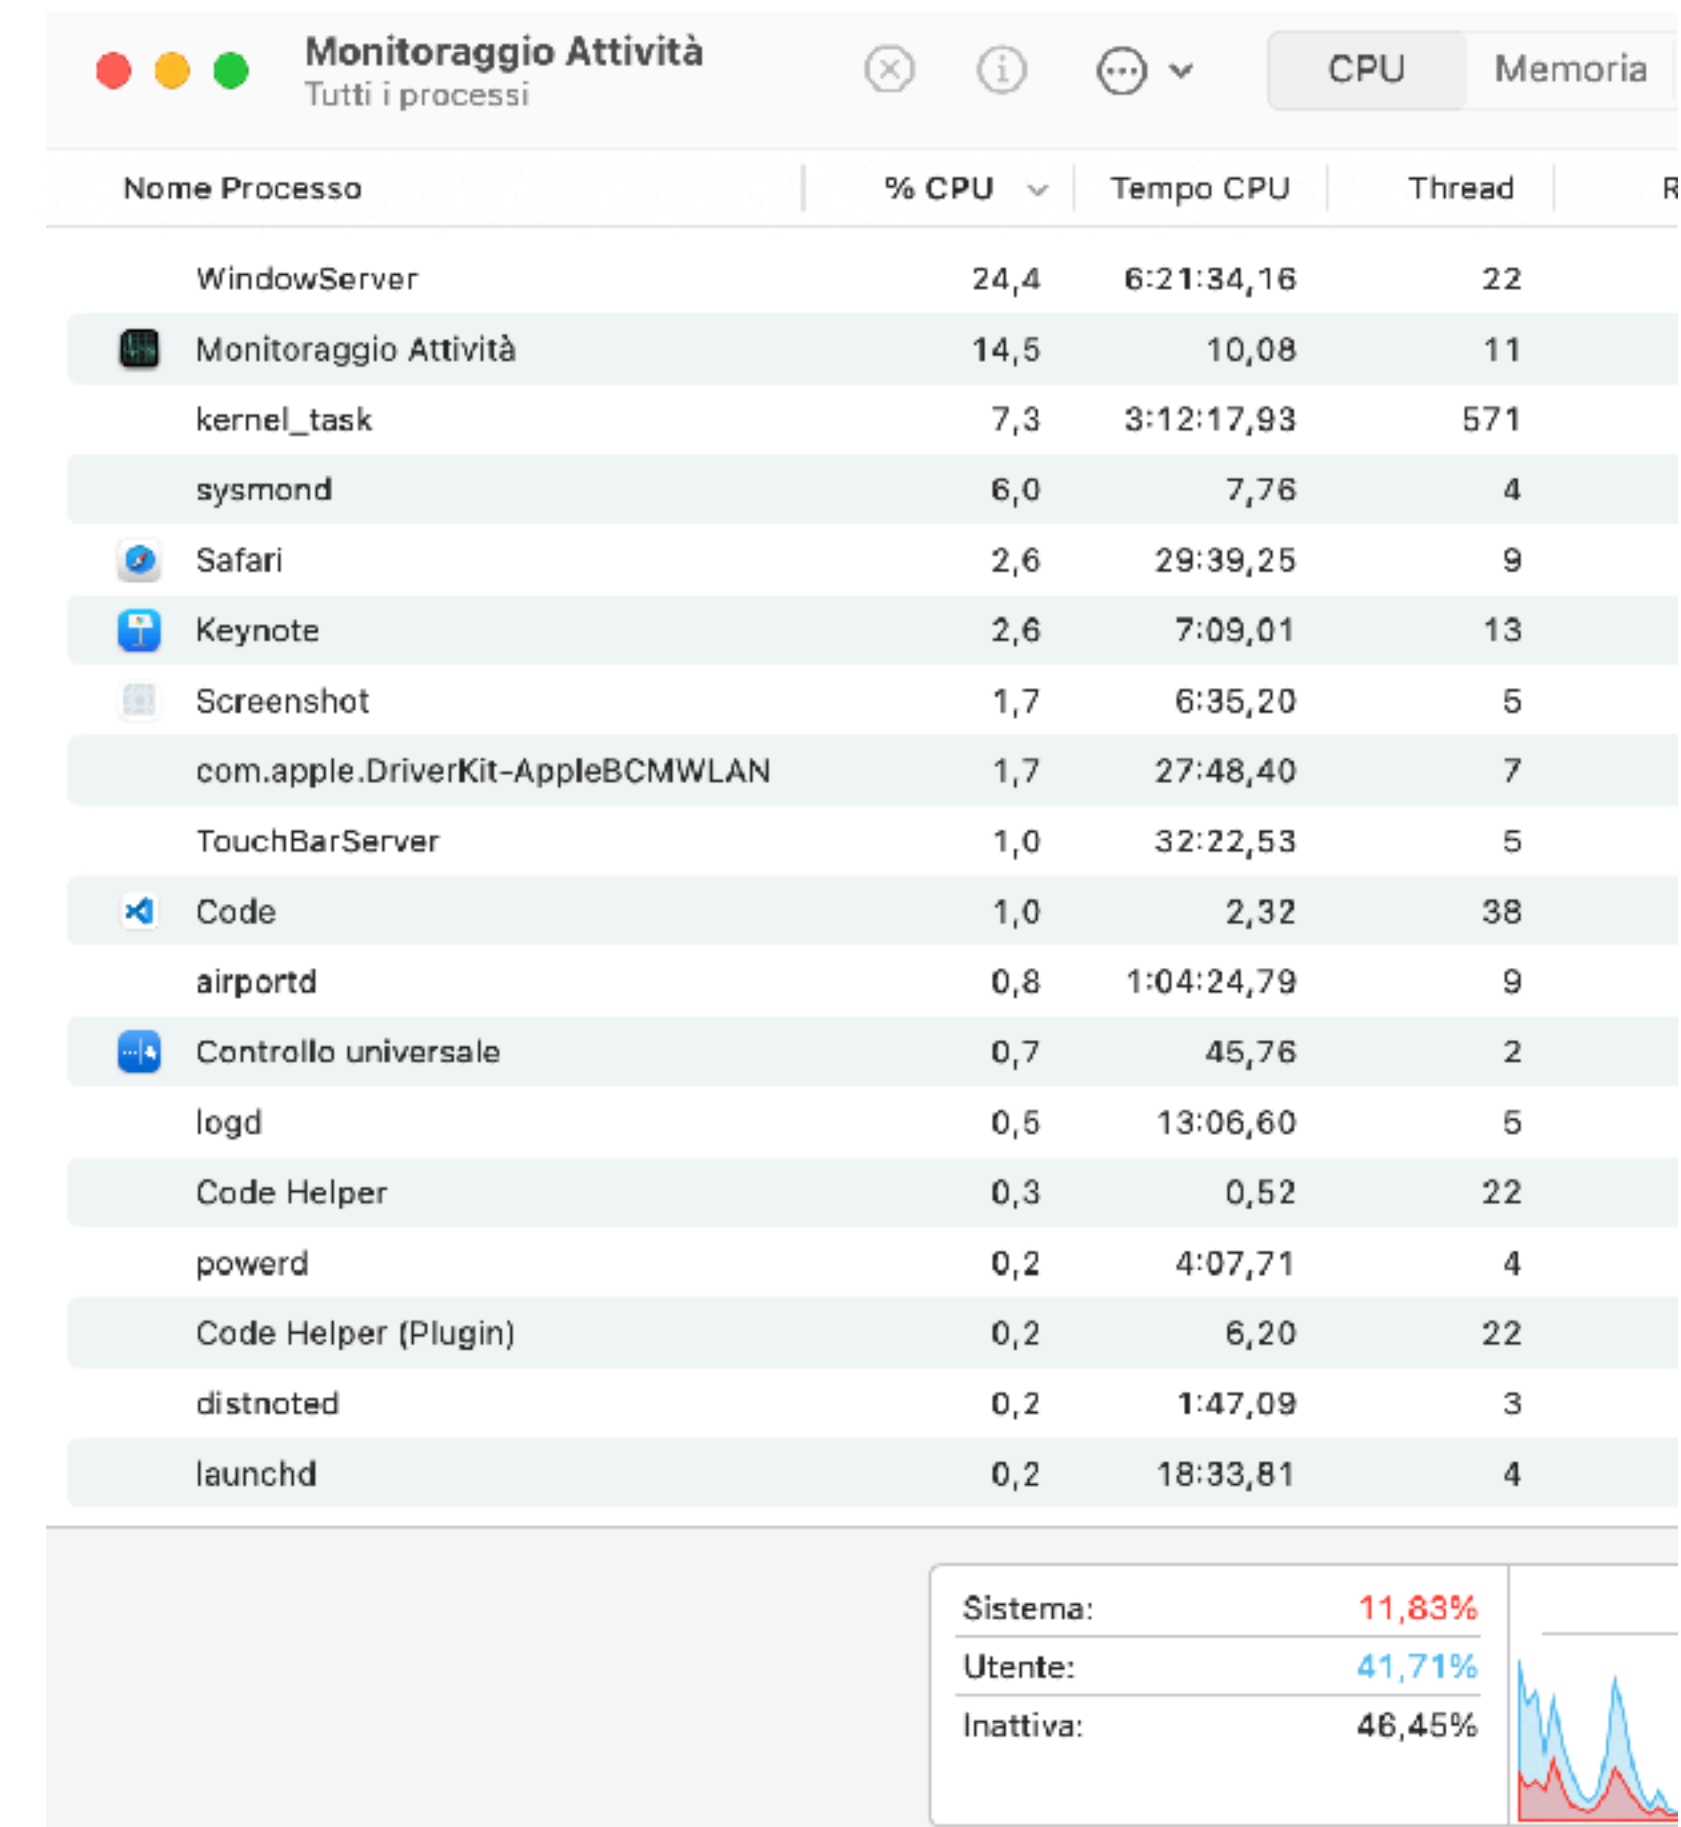 Monitoraggio Attività
Tutti i processi
CPU Memoria
Nome Processo % CPU Tempo CPU Thread
WindowServer 24,4 6:21:34,16 22
Monitoraggio Attività 14,5 10,08 11
kernel_task 7,3 3:12:17,93 571
sysmond 6,0 7,76 4
Safari 2,6 29:39,25 9
Keynote 2,6 7:09,01 13
Screenshot 1,7 6:35,20 5
com.apple.DriverKit-AppleBCMWLAN 1,7 27:48,40 7
TouchBarServer 1,0 32:22,53 5
Code 1,0 2,32 38
airportd 0,8 1:04:24,79 9
Controllo universale 0,7 45,76 2
logd 0,5 13:06,60 5
Code Helper 0,3 0,52 22
powerd 0,2 4:07,71 4
Code Helper (Plugin) 0,2 6,20 22
distnoted 0,2 1:47,09 3
launchd 0,2 18:33,81 4
Sistema: 11,83%
Utente: 41,71%
Inattiva: 46,45%